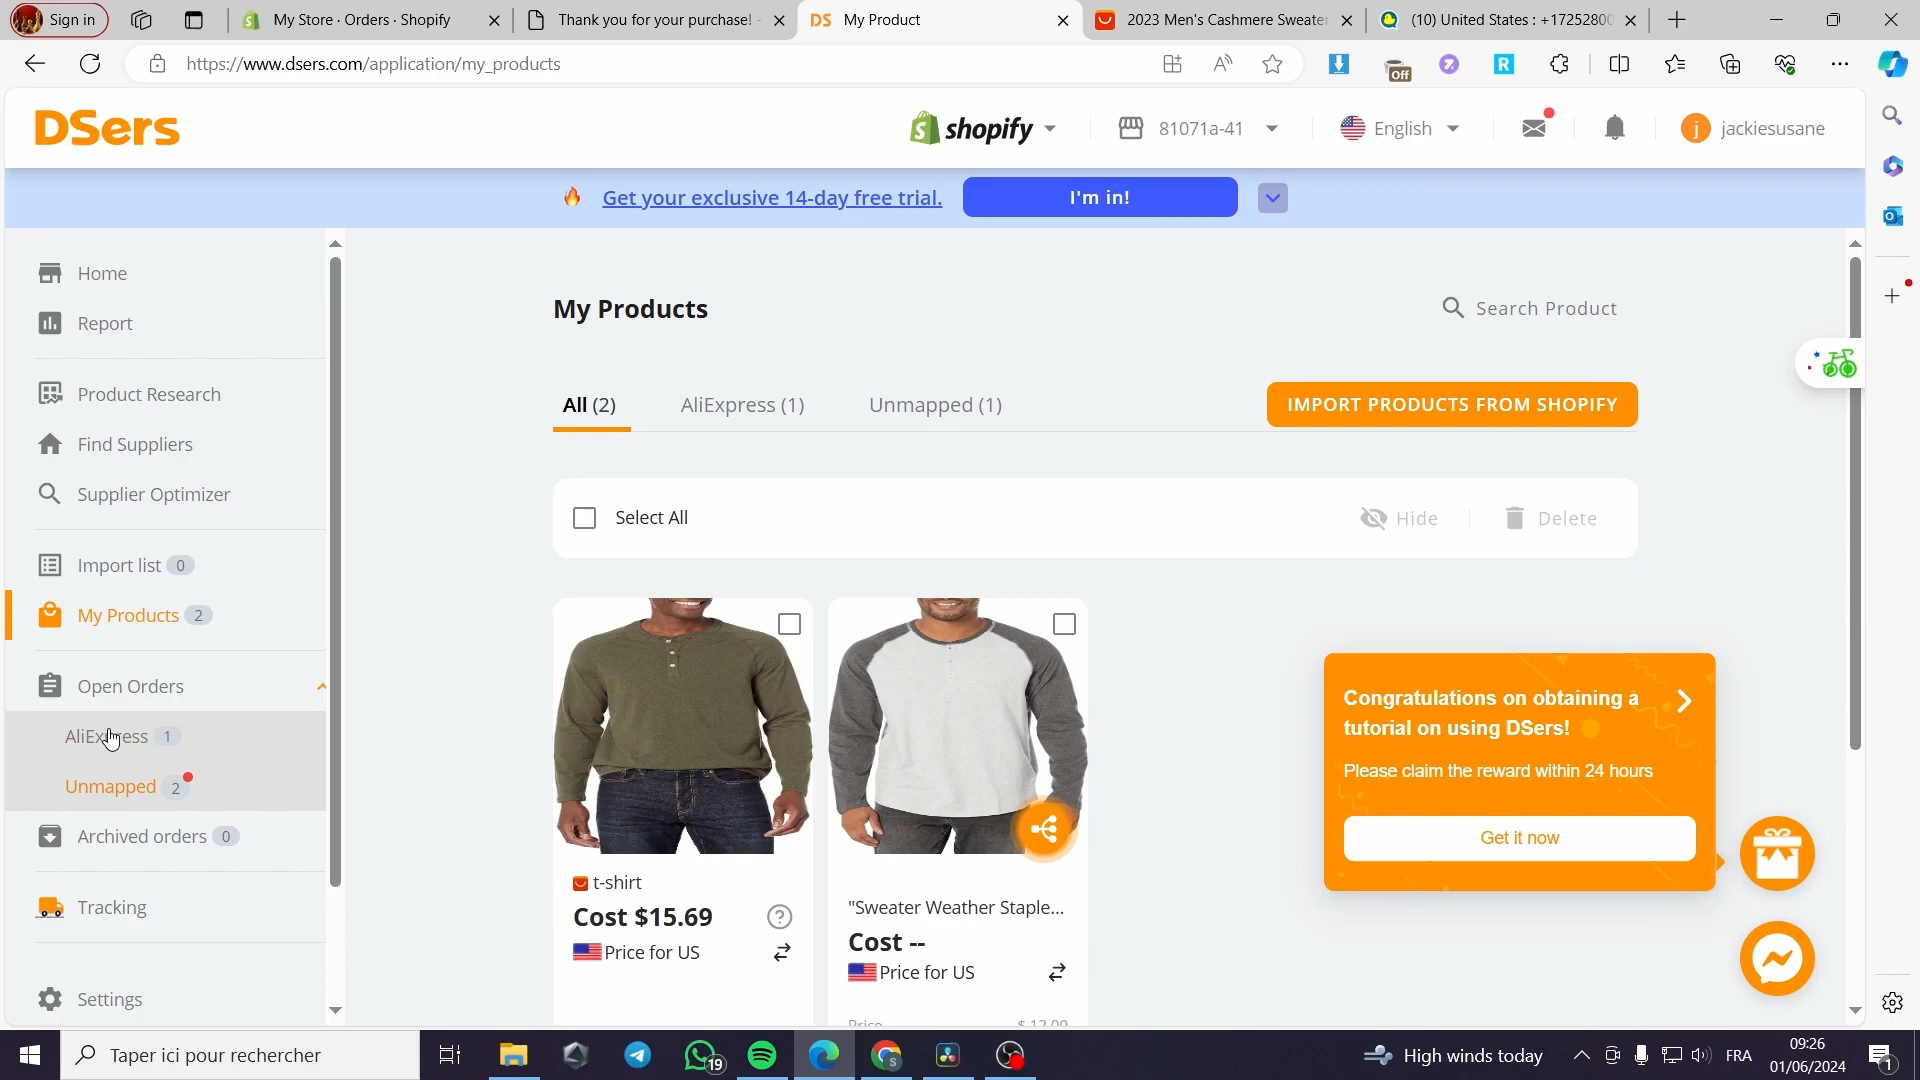 Sign in
My Store · Orders · Shopify
Thank you for your purchase! -
DS My Product
2023 Men's Cashmere Sweater
(10) United States : +17252800
https://www.dsers.com/application/my_products
Off
DSers
shopify
81071a-41
English
j
jackiesusane
Get your exclusive 14-day free trial.
I'm in!
Home
Report
Product Research
Find Suppliers
Supplier Optimizer
Import list 0
My Products 2
Open Orders
AliExpress 1
Unmapped 2
Archived orders 0
Tracking
Settings
My Products
Search Product
All (2)
AliExpress (1)
Unmapped (1)
IMPORT PRODUCTS FROM SHOPIFY
Select All
Hide
Delete
t-shirt
Cost $15.69
Price for US
"Sweater Weather Staple...
Cost --
Price for US
Price
$ 12.00
Congratulations on obtaining a
tutorial on using DSers!
Please claim the reward within 24 hours
Get it now
Taper ici pour rechercher
19
S
High winds today
FRA
09:26
01/06/2024
1